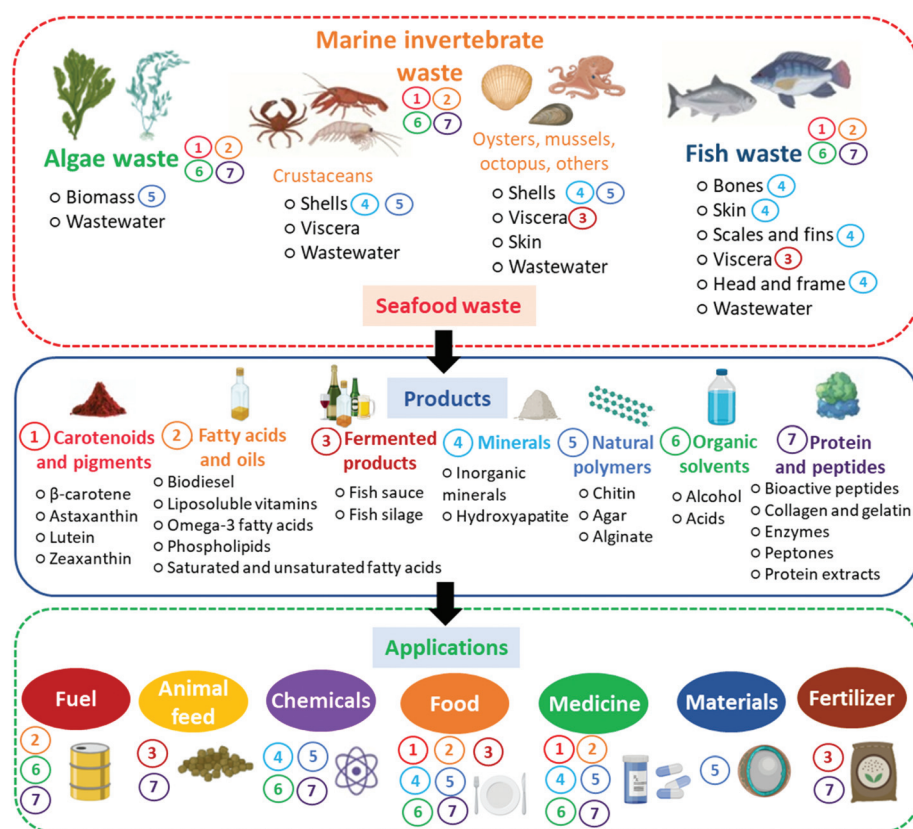 Marine invertebrate
waste
1 2
6 7
Algae waste
1 2
6 7
Biomass 5
Wastewater
Crustaceans
Shells 4 5
Viscera
Wastewater
Oysters, mussels,
octopus, others
Shells 4 5
Viscera 3
Skin
Wastewater
Fish waste
1 2
6 7
Bones 4
Skin 4
Scales and fins 4
Viscera 3
Head and frame 4
Wastewater
Seafood waste
Products
1 Carotenoids
and pigments
β-carotene
Astaxanthin
Lutein
Zeaxanthin
2 Fatty acids
and oils
Biodiesel
Liposoluble vitamins
Omega-3 fatty acids
Phospholipids
Saturated and unsaturated fatty acids
3 Fermented
products
Fish sauce
Fish silage
4 Minerals
Inorganic
minerals
Hydroxyapatite
5 Natural
polymers
Chitin
Agar
Alginate
6 Organic
solvents
Alcohol
Acids
7 Protein
and peptides
Bioactive peptides
Collagen and gelatin
Enzymes
Peptones
Protein extracts
Applications
Fuel
2
6
7
Animal
feed
3
7
Chemicals
4 5
6 7
Food
1 2 3
4 5
6 7
Medicine
1 2
4 5
6 7
Materials
5
Fertilizer
3
7